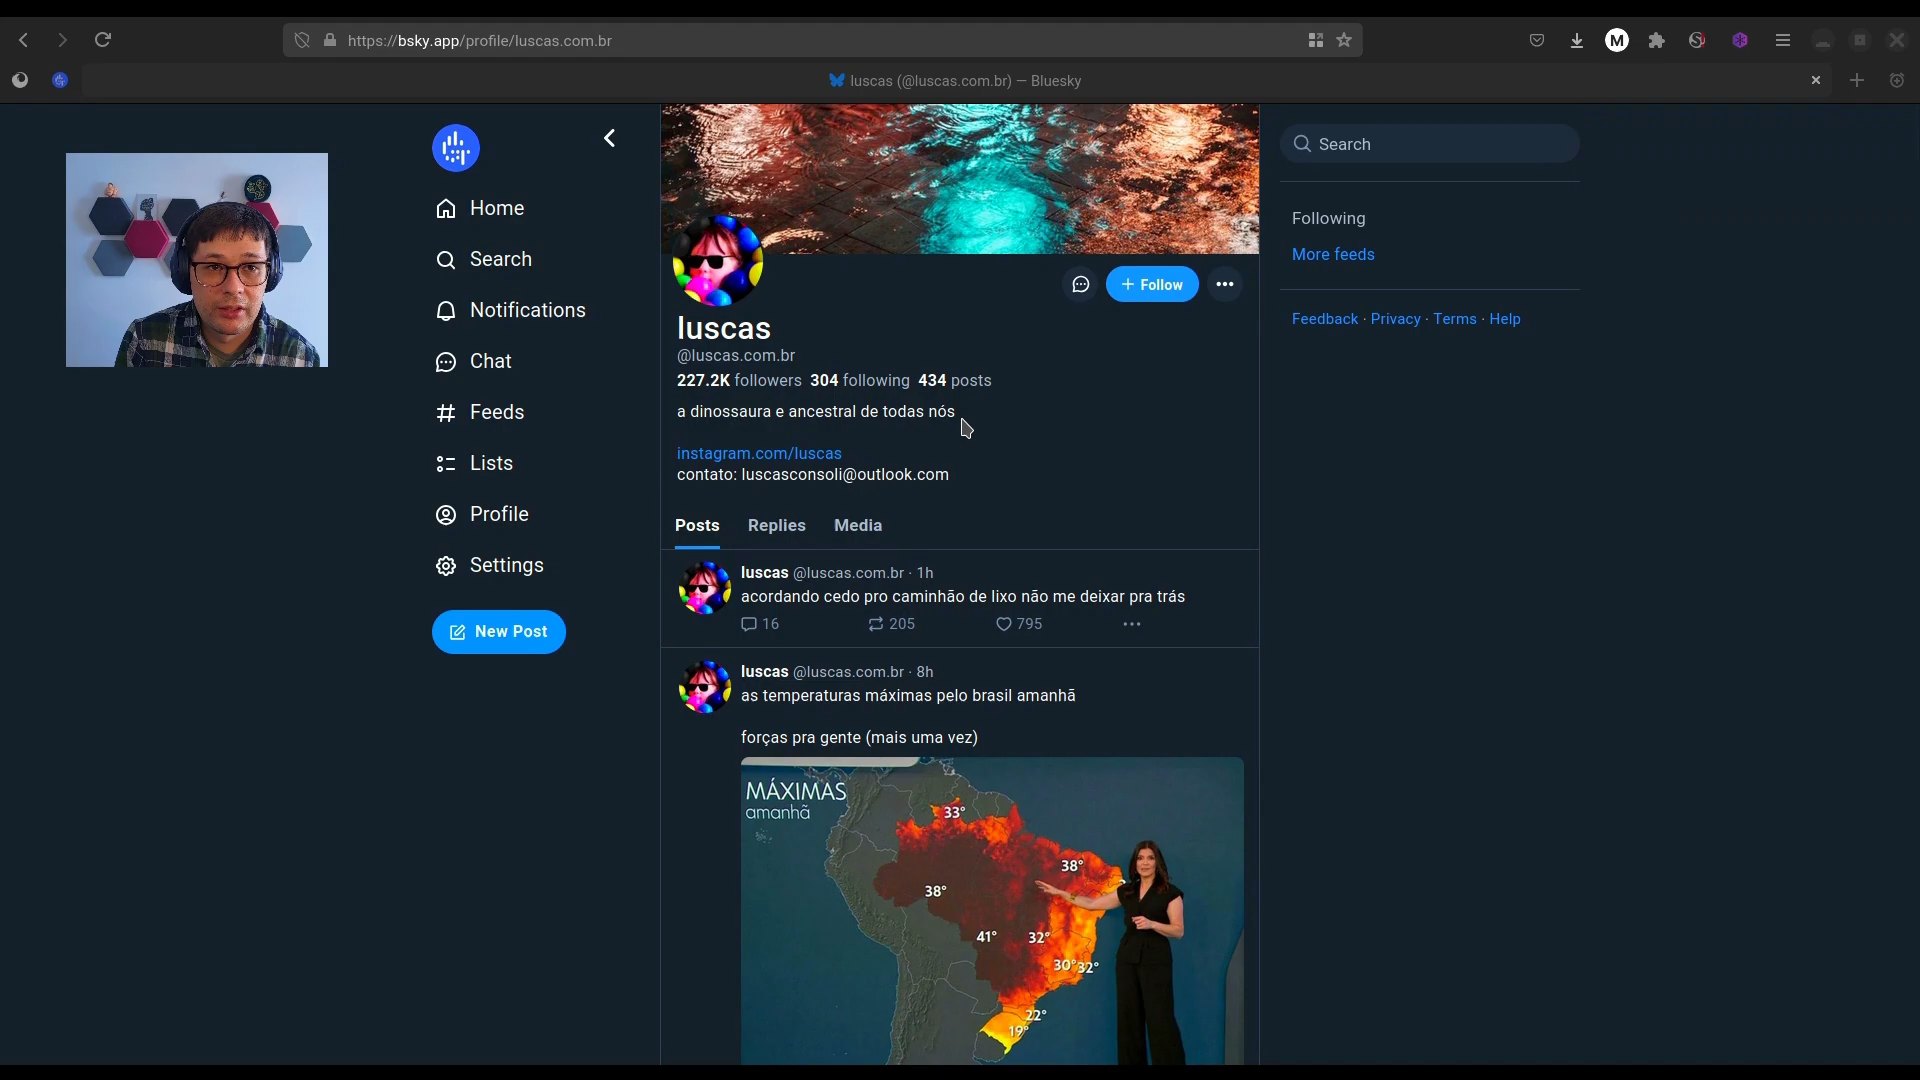 https://bsky.app/profile/luscas.com.br
M
luscas (@luscas.com.br) — Bluesky
Home
Search
Notifications
Chat
Feeds
Lists
Profile
Settings
New Post
+ Follow
luscas
@luscas.com.br
227.2K followers 304 following 434 posts
a dinossaura e ancestral de todas nós
instagram.com/luscas
contato: luscasconsoli@outlook.com
Posts Replies Media
luscas @luscas.com.br · 1h
acordando cedo pro caminhão de lixo não me deixar pra trás
16 205 795
luscas @luscas.com.br · 8h
as temperaturas máximas pelo brasil amanhã
forças pra gente (mais uma vez)
MÁXIMAS
amanhã
33°
38°
38°
41° 32°
30° 32°
22°
19°
Search
Following
More feeds
Feedback · Privacy · Terms · Help